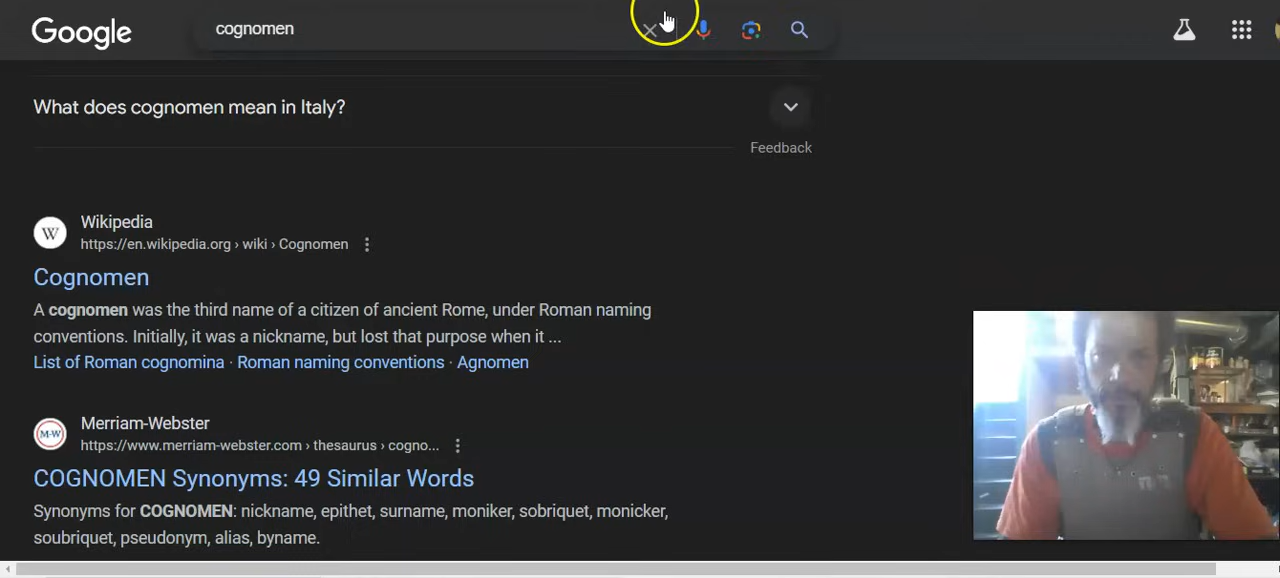 Google
cognomen
What does cognomen mean in Italy?
Feedback
W
Wikipedia
https://en.wikipedia.org › wiki › Cognomen
Cognomen
A cognomen was the third name of a citizen of ancient Rome, under Roman naming
conventions. Initially, it was a nickname, but lost that purpose when it ...
List of Roman cognomina · Roman naming conventions · Agnomen
M-W
Merriam-Webster
https://www.merriam-webster.com › thesaurus › cogno...
COGNOMEN Synonyms: 49 Similar Words
Synonyms for COGNOMEN: nickname, epithet, surname, moniker, sobriquet, monicker,
soubriquet, pseudonym, alias, byname.